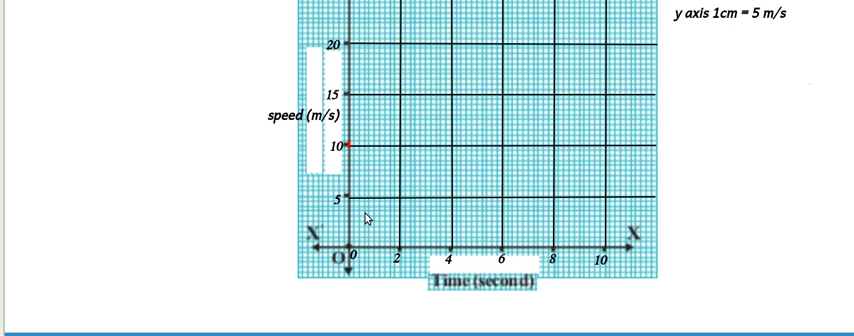 y axis 1cm = 5 m/s
20
15
speed (m/s)
10
5
X' X
O 0 2 4 6 8 10
Time (second)